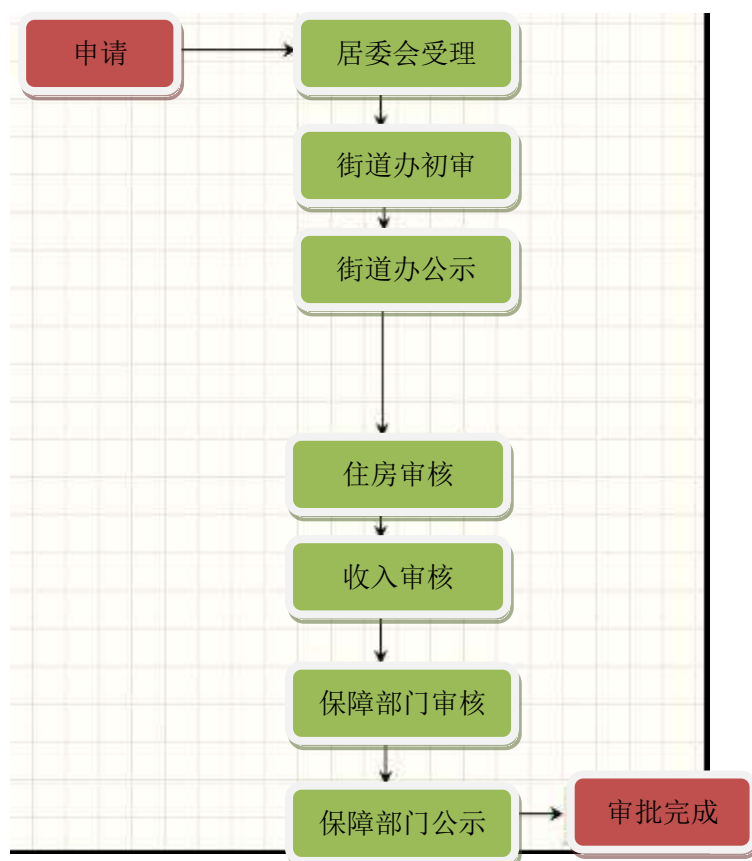 申请
居委会受理
街道办初审
街道办公示
住房审核
收入审核
保障部门审核
保障部门公示
审批完成